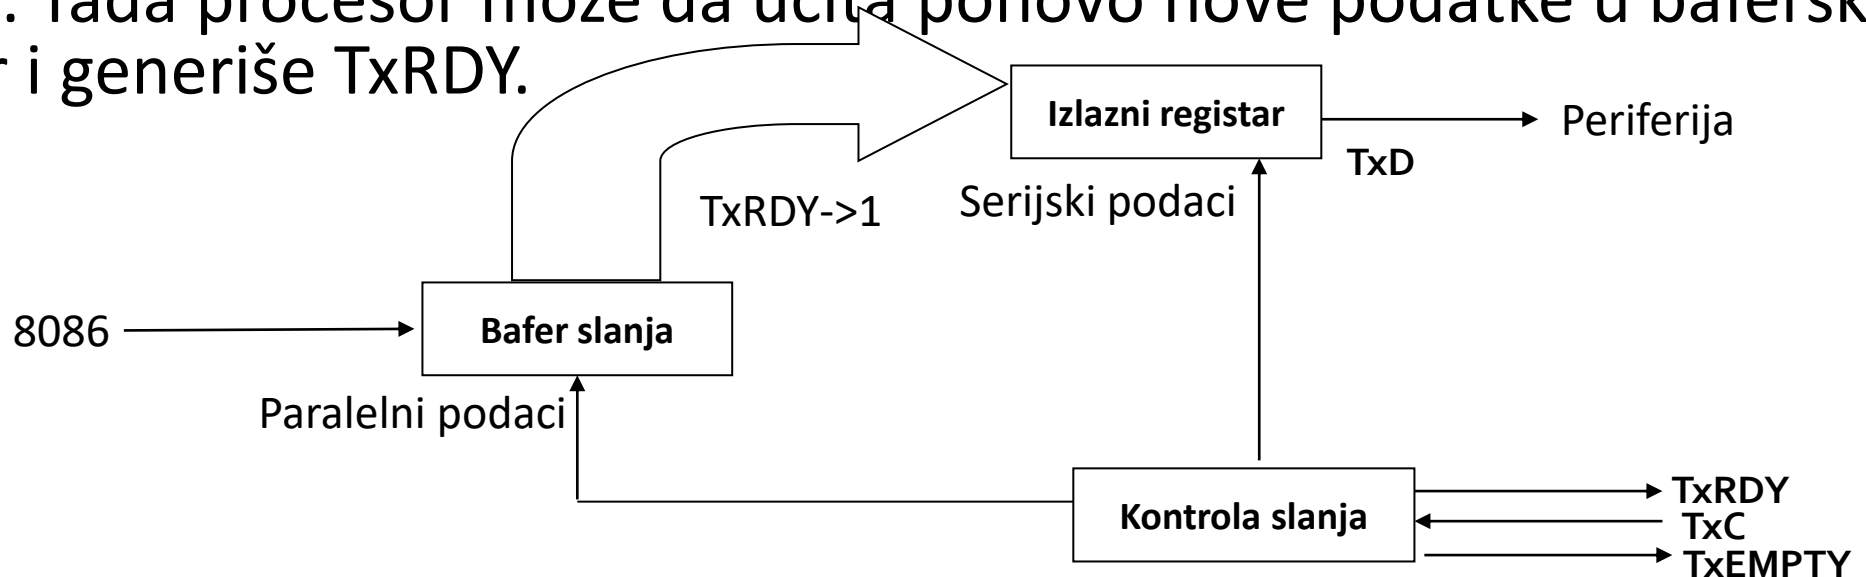 . Tada procesor može da učita ponovo nove podatke u
i generiše TxRDY.
Izlazni registar
Periferija
TxD
Serijski podaci
TxRDY->1
8086
Bafer slanja
Paralelni podaci
Kontrola slanja
TxRDY
TxC
TxEMPTY